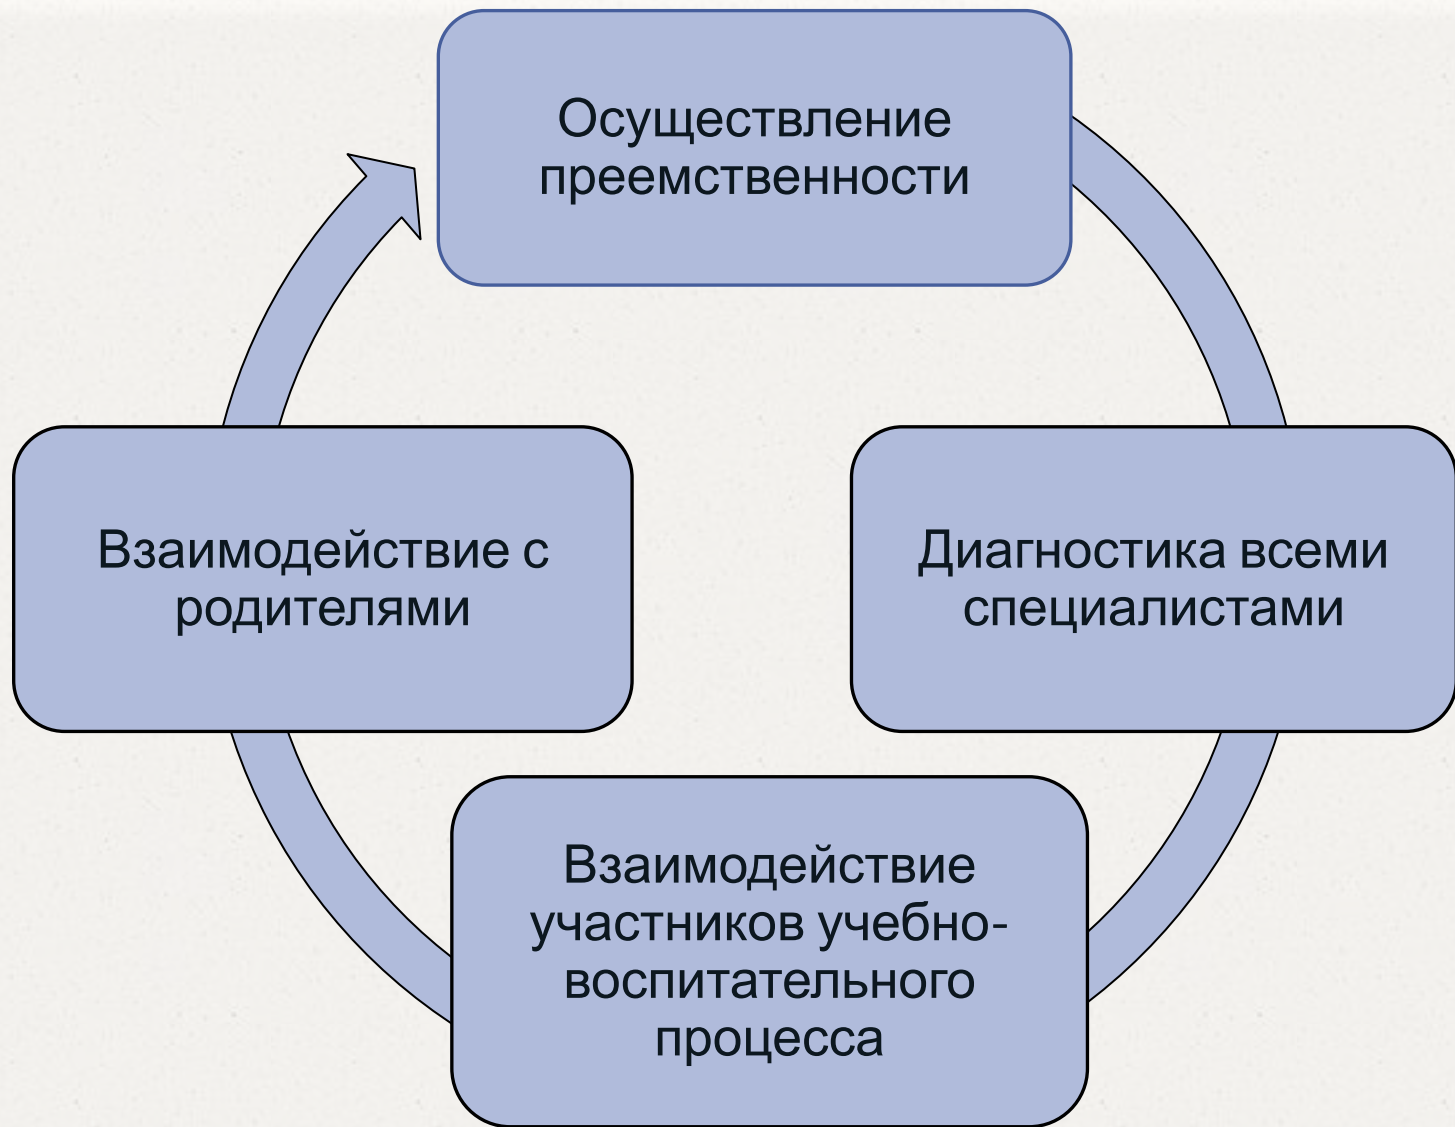 Осуществление
преемственности
Взаимодействие с
родителями
Диагностика всеми
специалистами
Взаимодействие
участников учебно-
воспитательного
процесса